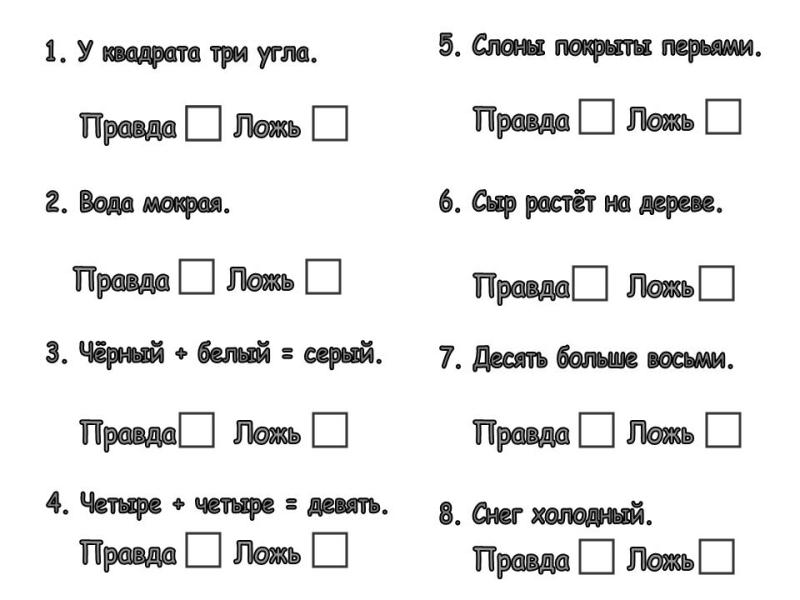 1. У квадрата три угла.
Правда Ложь
2. Вода мокрая.
Правда Ложь
3. Чёрный + белый = серый.
Правда Ложь
4. Четыре + четыре = девять.
Правда Ложь
5. Слоны покрыты перьями.
Правда Ложь
6. Сыр растёт на дереве.
Правда Ложь
7. Десять больше восьми.
Правда Ложь
8. Снег холодный.
Правда Ложь